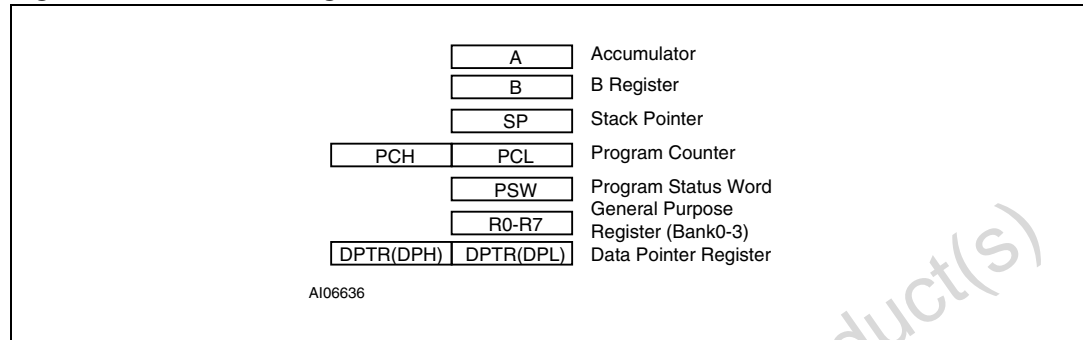 A Accumulator
B B Register
SP Stack Pointer
PCH PCL Program Counter
PSW Program Status Word
R0-R7 General Purpose
Register (Bank0-3)
DPTR(DPH) DPTR(DPL) Data Pointer Register
AI06636